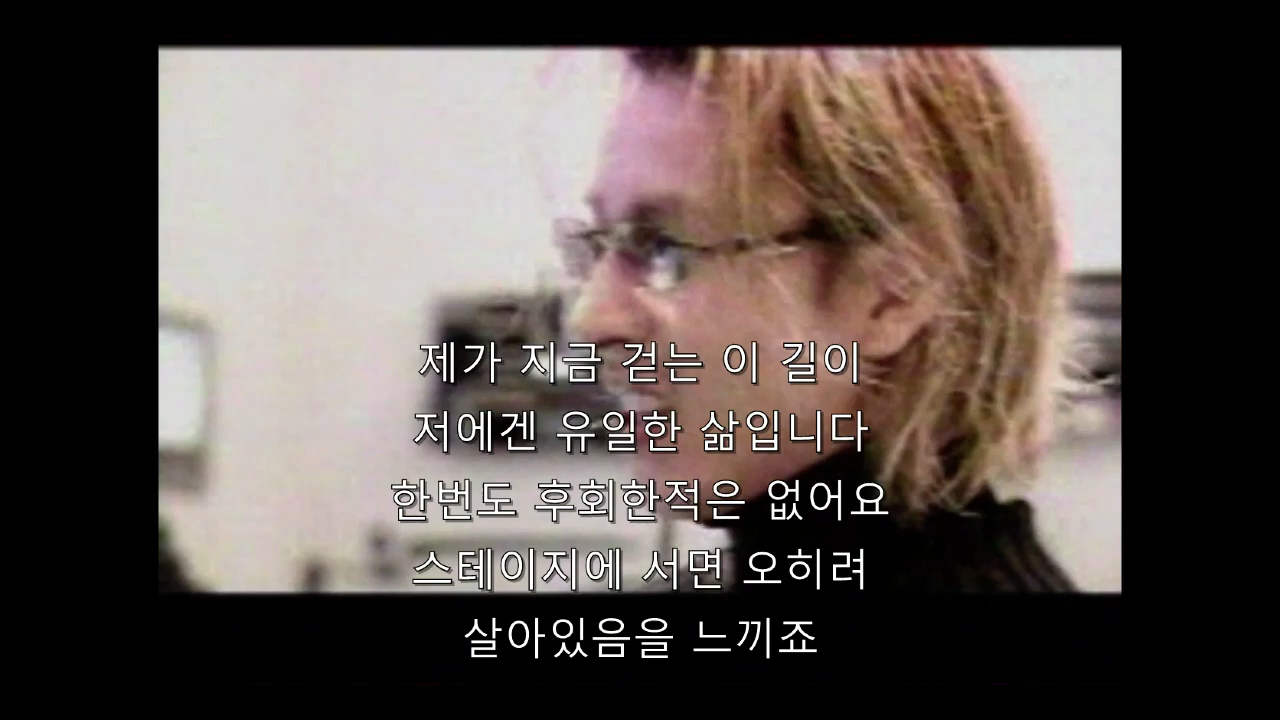 제가 지금 걷는 이 길이
저에겐 유일한 삶입니다
한번도 후회한적은 없어요
스테이지에 서면 오히려
살아있음을 느끼죠